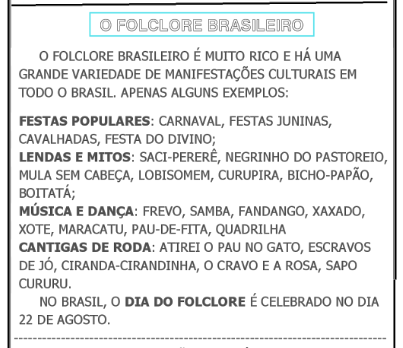 O FOLCLORE BRASILEIRO
O FOLCLORE BRASILEIRO É MUITO RICO E HÁ UMA
GRANDE VARIEDADE DE MANIFESTAÇÕES CULTURAIS EM
TODO O BRASIL. APENAS ALGUNS EXEMPLOS:
FESTAS POPULARES: CARNAVAL, FESTAS JUNINAS,
CAVALHADAS, FESTA DO DIVINO;
LENDAS E MITOS: SACI-PERERÊ, NEGRINHO DO PASTOREIO,
MULA SEM CABEÇA, LOBISOMEM, CURUPIRA, BICHO-PAPÃO,
BOITATÁ;
MÚSICA E DANÇA: FREVO, SAMBA, FANDANGO, XAXADO,
XOTE, MARACATU, PAU-DE-FITA, QUADRILHA
CANTIGAS DE RODA: ATIREI O PAU NO GATO, ESCRAVOS
DE JÓ, CIRANDA-CIRANDINHA, O CRAVO E A ROSA, SAPO
CURURU.
NO BRASIL, O DIA DO FOLCLORE É CELEBRADO NO DIA
22 DE AGOSTO.